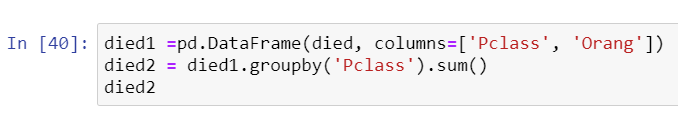 In [40]: died1 =pd.DataFrame(died, columns=['Pclass', 'Orang'])
died2 = died1.groupby('Pclass').sum()
died2